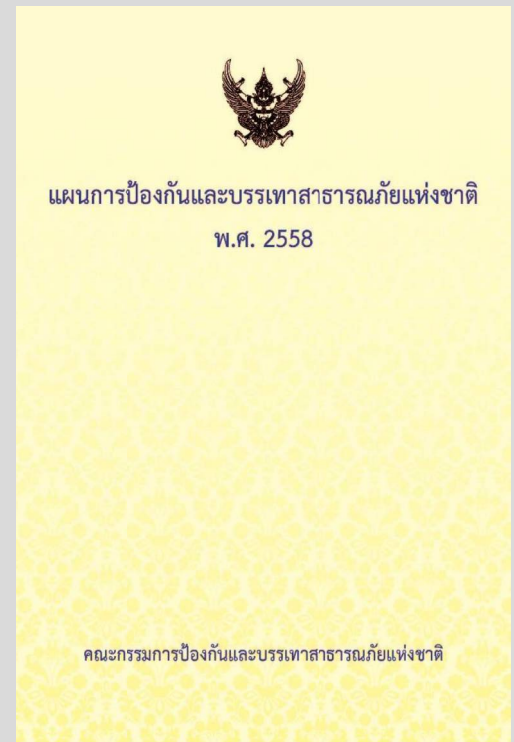 แผนการป้องกันและบรรเทาสาธารณภัยแห่งชาติ
พ.ศ. 2558
คณะกรรมการป้องกันและบรรเทาสาธารณภัยแห่งชาติ